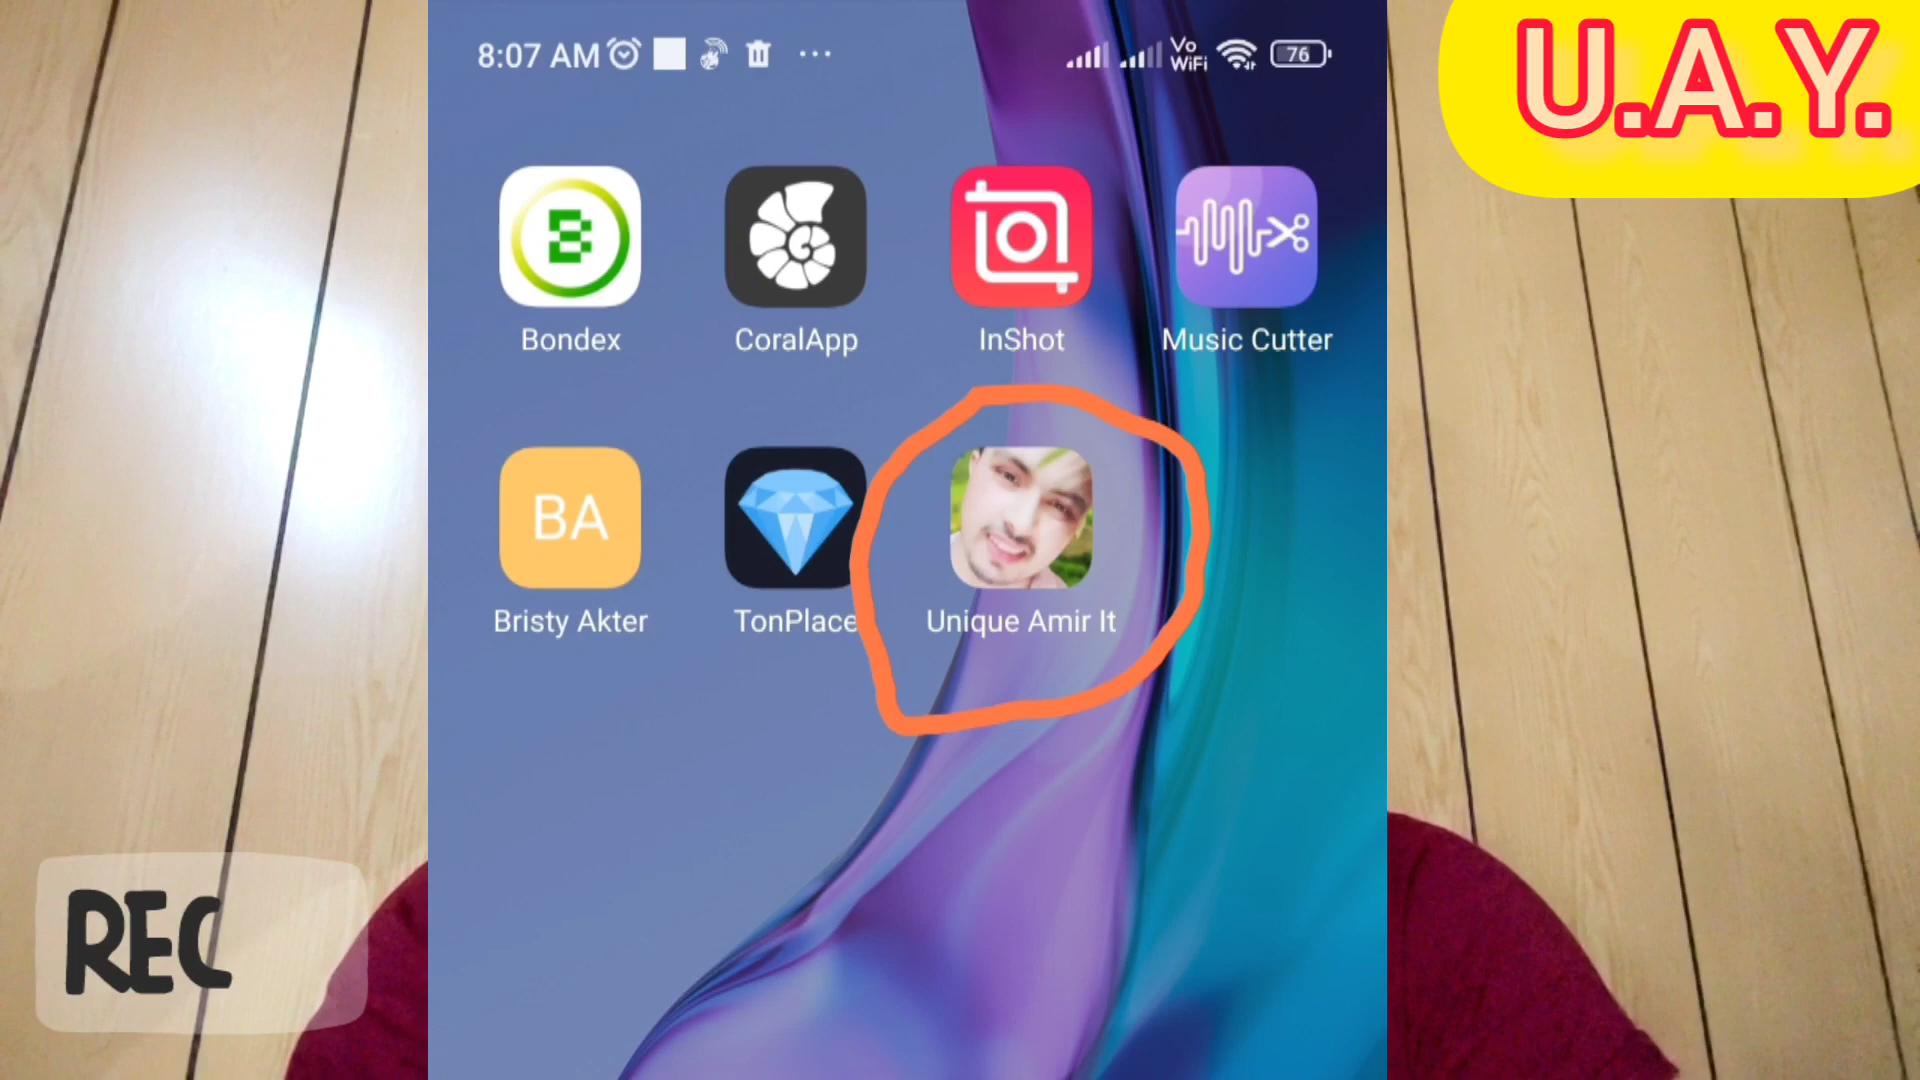 U.A.Y.
8:07 AM
Vo
WiFi
76
B
Bondex
CoralApp
InShot
Music Cutter
BA
Bristy Akter
TonPlace
Unique Amir It
REC